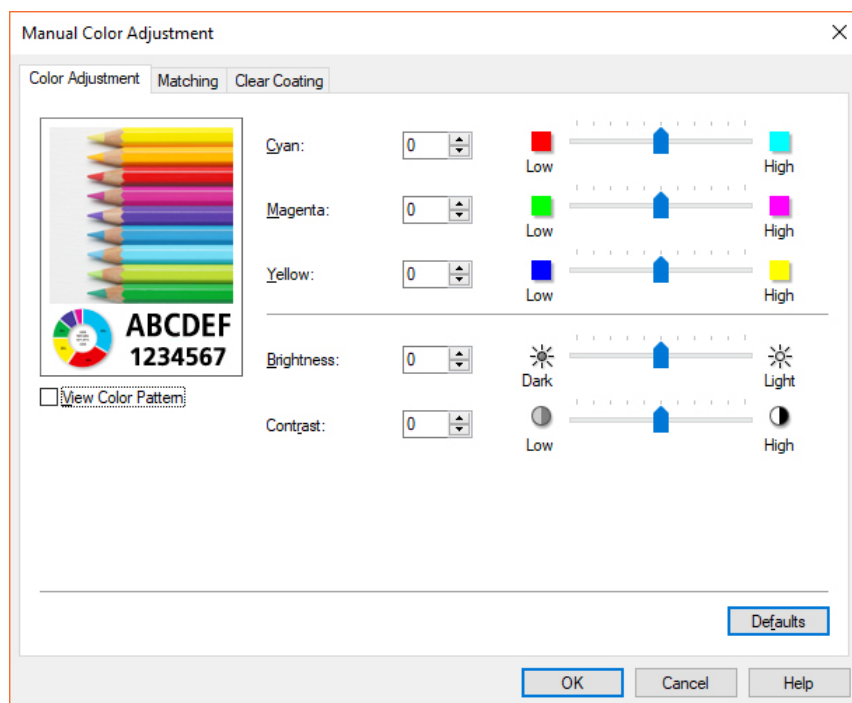 Manual Color Adjustment
Color Adjustment Matching Clear Coating
Cyan: 0 Low High
Magenta: 0 Low High
Yellow: 0 Low High
ABCDEF
1234567
Brightness: 0 Dark Light
View Color Pattern
Contrast: 0 Low High
Defaults
OK Cancel Help